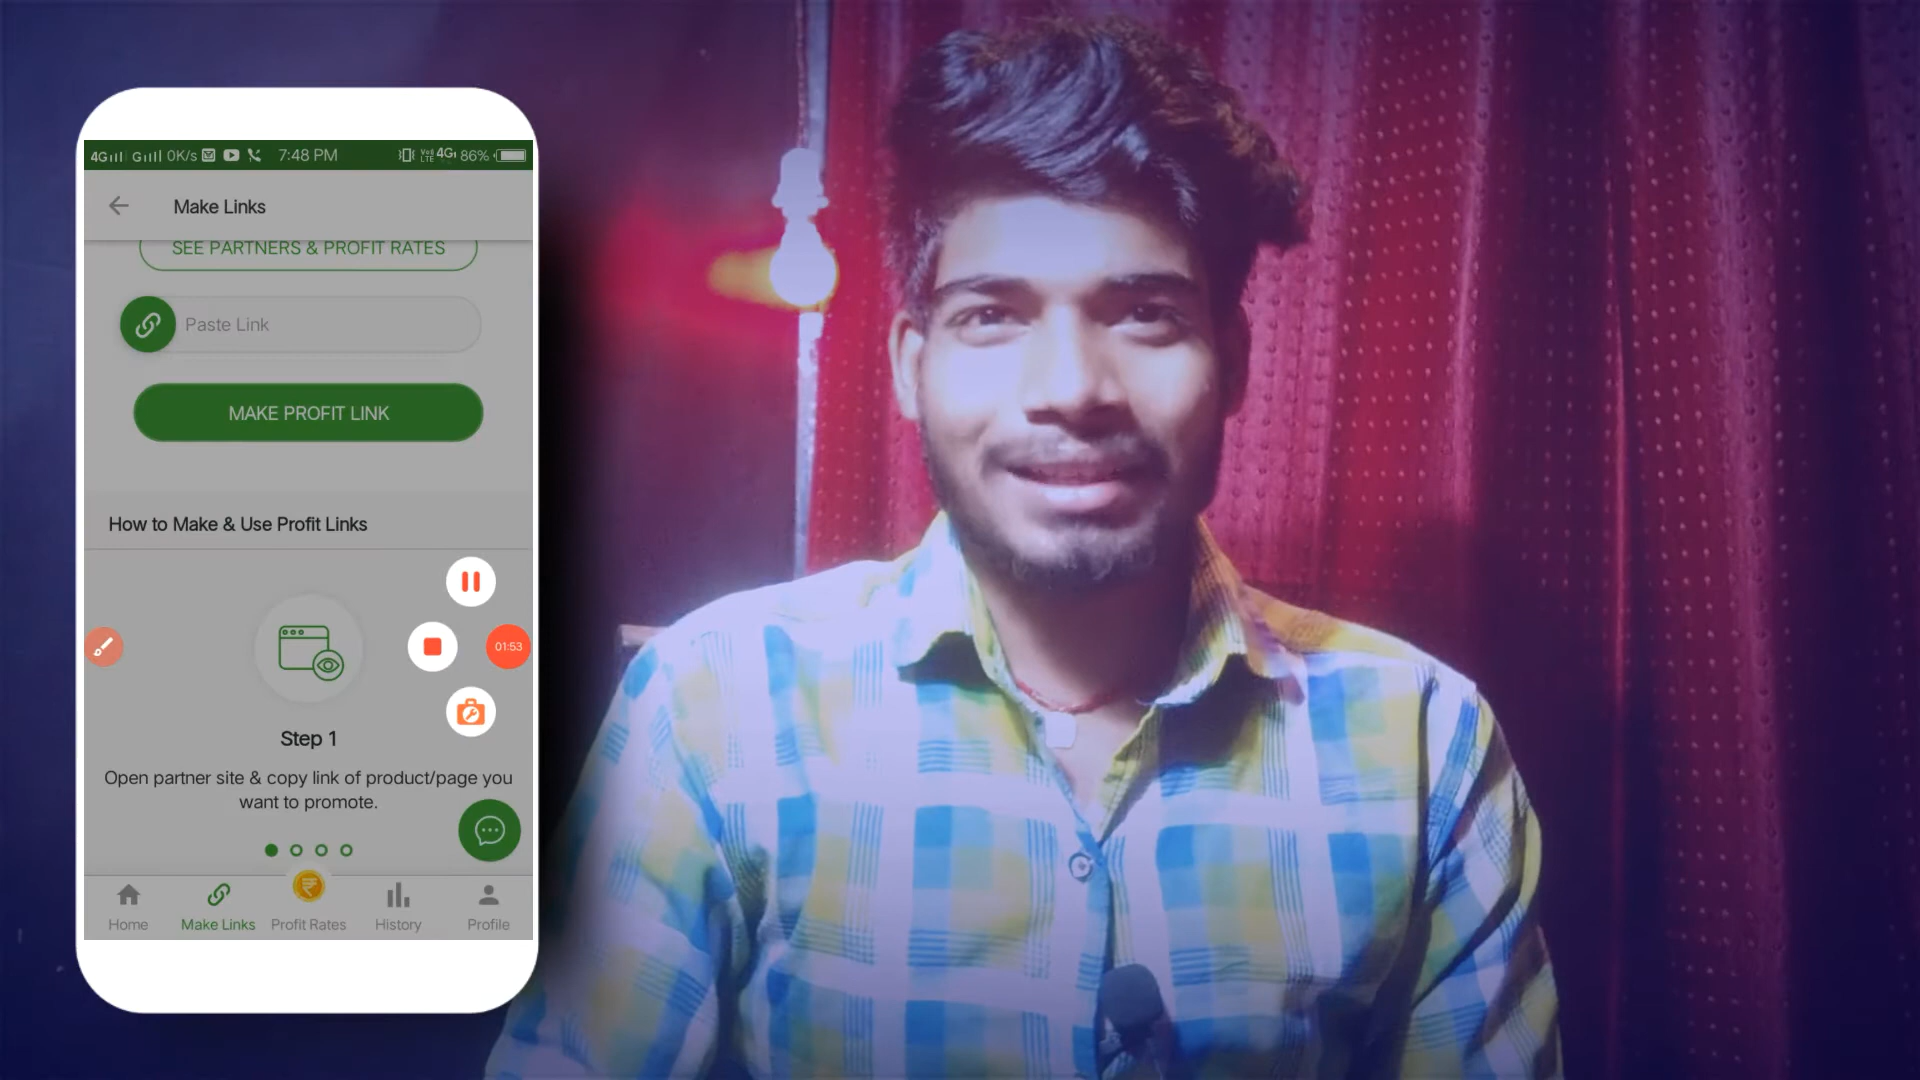 4G G 0K/s 7:48 PM 4G 86%
Make Links
SEE PARTNERS & PROFIT RATES
Paste Link
MAKE PROFIT LINK
How to Make & Use Profit Links
01:53
Step 1
Open partner site & copy link of product/page you
want to promote.
Home Make Links Profit Rates History Profile